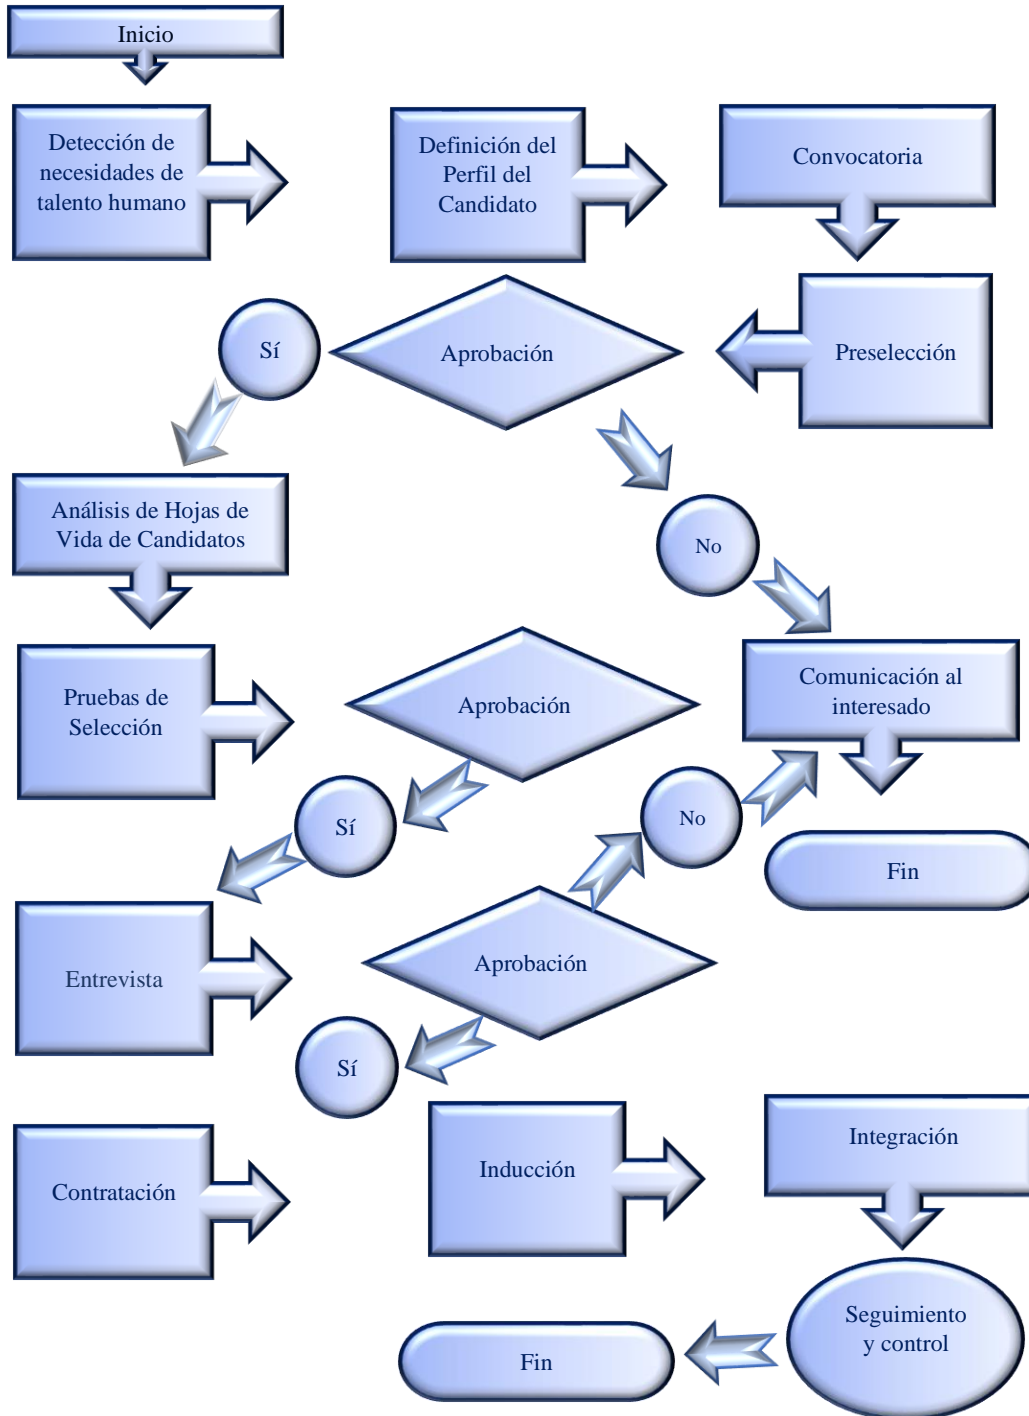 Inicio
Detección de
necesidades de
talento humano
Definición del
Perfil del
Candidato
Convocatoria
Sí
Aprobación
Preselección
Análisis de Hojas de
Vida de Candidatos
No
Pruebas de
Selección
Aprobación
Comunicación al
interesado
Sí
No
Fin
Entrevista
Aprobación
Sí
Contratación
Inducción
Integración
Seguimiento
y control
Fin